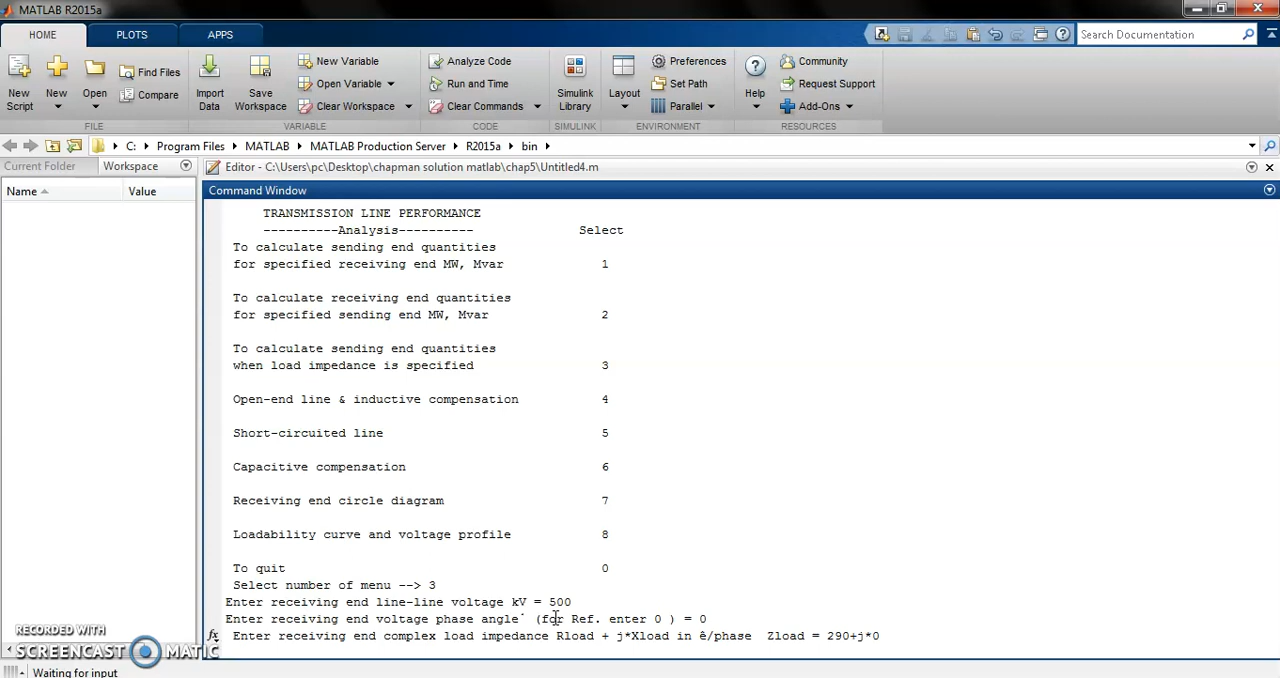 MATLAB R2015a
HOME PLOTS APPS
Search Documentation
New Script
New
Open
Find Files
Compare
Import Data
Save Workspace
New Variable
Open Variable
Clear Workspace
Analyze Code
Run and Time
Clear Commands
Simulink Library
Layout
Preferences
Set Path
Parallel
Help
Community
Request Support
Add-Ons
FILE VARIABLE CODE SIMULINK ENVIRONMENT RESOURCES
C: Program Files MATLAB MATLAB Production Server R2015a bin
Current Folder Workspace
Editor - C:\Users\pc\Desktop\chapman solution matlab\chap5\Untitled4.m
Name Value
Command Window
TRANSMISSION LINE PERFORMANCE
----------Analysis---------- Select
To calculate sending end quantities
for specified receiving end MW, Mvar 1
To calculate receiving end quantities
for specified sending end MW, Mvar 2
To calculate sending end quantities
when load impedance is specified 3
Open-end line & inductive compensation 4
Short-circuited line 5
Capacitive compensation 6
Receiving end circle diagram 7
Loadability curve and voltage profile 8
To quit 0
Select number of menu --> 3
Enter receiving end line-line voltage kV = 500
Enter receiving end voltage phase angle´ (for Ref. enter 0 ) = 0
fx Enter receiving end complex load impedance Rload + j*Xload in ê/phase Zload = 290+j*0
RECORDED WITH
SCREENCAST MATIC
Waiting for input